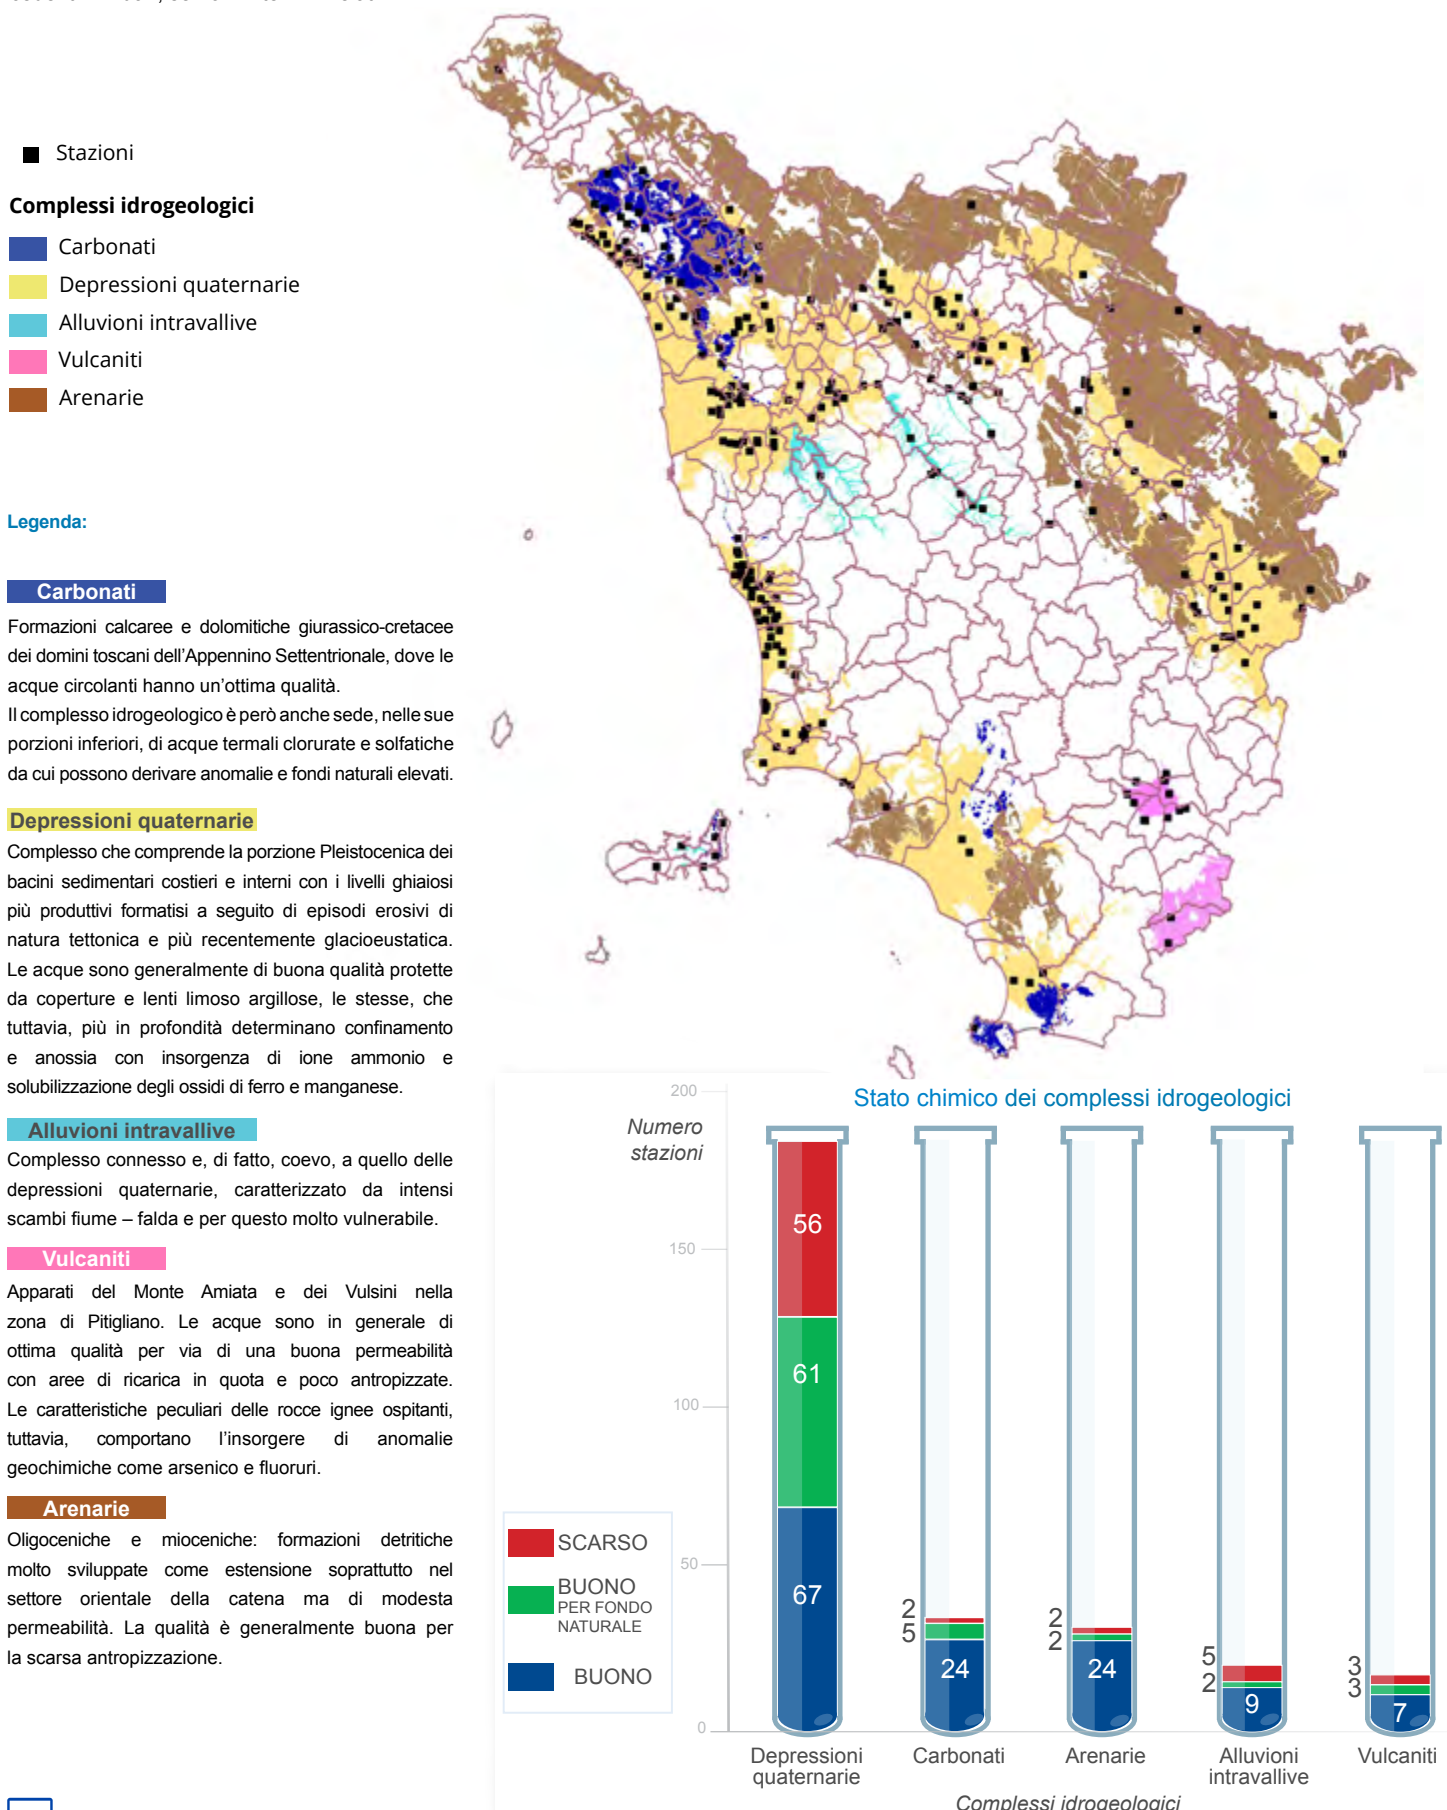 Stazioni
Complessi idrogeologici
Carbonati
Depressioni quaternarie
Alluvioni intravallive
Vulcaniti
Arenarie
Legenda:
Carbonati
Formazioni calcaree e dolomitiche giurassico-cretacee
dei domini toscani dell'Appennino Settentrionale, dove le
acque circolanti hanno un'ottima qualità.
Il complesso idrogeologico è però anche sede, nelle sue
porzioni inferiori, di acque termali clorurate e solfatiche
da cui possono derivare anomalie e fondi naturali elevati.
Depressioni quaternarie
Complesso che comprende la porzione Pleistocenica dei
bacini sedimentari costieri e interni con i livelli ghiaiosi
più produttivi formatisi a seguito di episodi erosivi di
natura tettonica e più recentemente glacioeustatica.
Le acque sono generalmente di buona qualità protette
da coperture e lenti limoso argillose, le stesse, che
tuttavia, più in profondità determinano confinamento
e anossia con insorgenza di ione ammonio e
solubilizzazione degli ossidi di ferro e manganese.
Alluvioni intravallive
Complesso connesso e, di fatto, coevo, a quello delle
depressioni quaternarie, caratterizzato da intensi
scambi fiume – falda e per questo molto vulnerabile.
Vulcaniti
Apparati del Monte Amiata e dei Vulsini nella
zona di Pitigliano. Le acque sono in generale di
ottima qualità per via di una buona permeabilità
con aree di ricarica in quota e poco antropizzate.
Le caratteristiche peculiari delle rocce ignee ospitanti,
tuttavia, comportano l'insorgere di anomalie
geochimiche come arsenico e fluoruri.
Arenarie
Oligoceniche e mioceniche: formazioni detritiche
molto sviluppate come estensione soprattutto nel
settore orientale della catena ma di modesta
permeabilità. La qualità è generalmente buona per
la scarsa antropizzazione.
Stato chimico dei complessi idrogeologici
Numero
stazioni
200
150
100
50
0
SCARSO
BUONO
PER FONDO
NATURALE
BUONO
56
61
67
2
5
24
2
2
24
5
2
9
3
3
7
Depressioni
quaternarie
Carbonati
Arenarie
Alluvioni
intravallive
Vulcaniti
Complessi idrogeologici